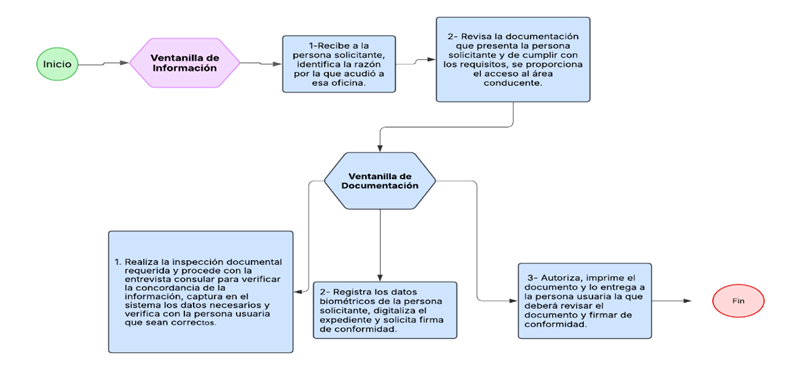 Inicio
Ventanilla de
Información
1-Recibe a la
persona solicitante,
identifica la razón
por la que acudió a
esa oficina.
2- Revisa la documentación
que presenta la persona
solicitante y de cumplir con
los requisitos, se proporciona
el acceso al área
conducente.
Ventanilla de
Documentación
1. Realiza la inspección documental
requerida y procede con la
entrevista consular para verificar
la concordancia de la
información, captura en el
sistema los datos necesarios y
verifica con la persona usuaria
que sean correctos.
2- Registra los datos
biométricos de la persona
solicitante, digitaliza el
expediente y solicita firma
de conformidad.
3- Autoriza, imprime el
documento y lo entrega a
la persona usuaria la que
deberá revisar el
documento y firmar de
conformidad.
Fin